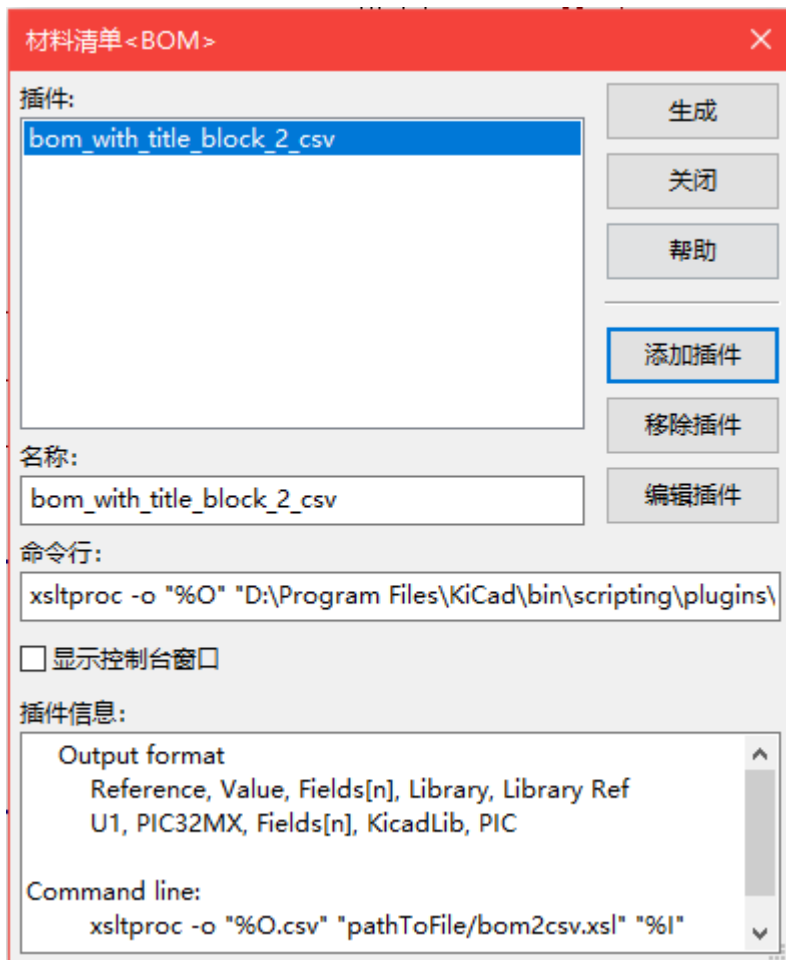 材料清单<BOM>
插件:
生成
bom_with_title_block_2_csv
关闭
帮助
添加插件
移除插件
名称:
编辑插件
bom_with_title_block_2_csv
命令行:
xsltproc -o "%O" "D:\Program Files\KiCad\bin\scripting\plugins\
显示控制台窗口
插件信息:
Output format
Reference, Value, Fields[n], Library, Library Ref
U1, PIC32MX, Fields[n], KicadLib, PIC
Command line:
xsltproc -o "%O.csv" "pathToFile/bom2csv.xsl" "%I"